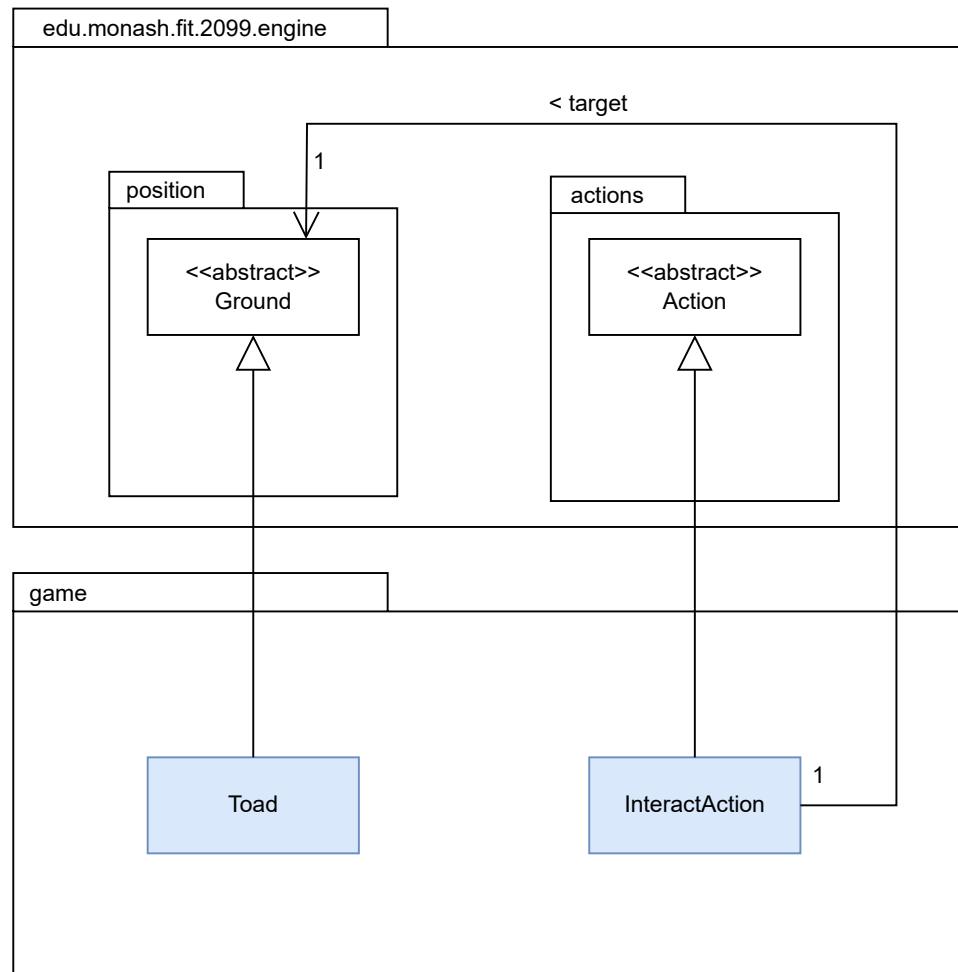 edu.monash.fit.2099.engine
< target
1
position
actions
<<abstract>>
Ground
<<abstract>>
Action
game
Toad
InteractAction
1